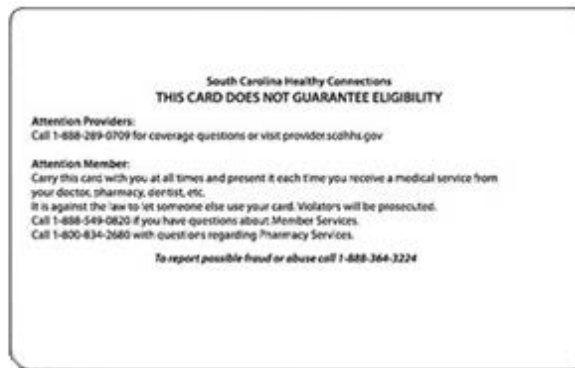 South Carolina Healthy Connections
THIS CARD DOES NOT GUARANTEE ELIGIBILITY
Attention Providers:
Call 1-888-289-0709 for coverage questions or visit provider.scdhhs.gov
Attention Member:
Carry this card with you at all times and present it each time you receive a medical service from
your doctor, pharmacy, dentist, etc.
It is against the law to let someone else use your card. Violators will be prosecuted.
Call 1-888-549-0820 if you have questions about Member Services.
Call 1-800-834-2680 with questions regarding Pharmacy Services.
To report possible fraud or abuse call 1-888-364-3224